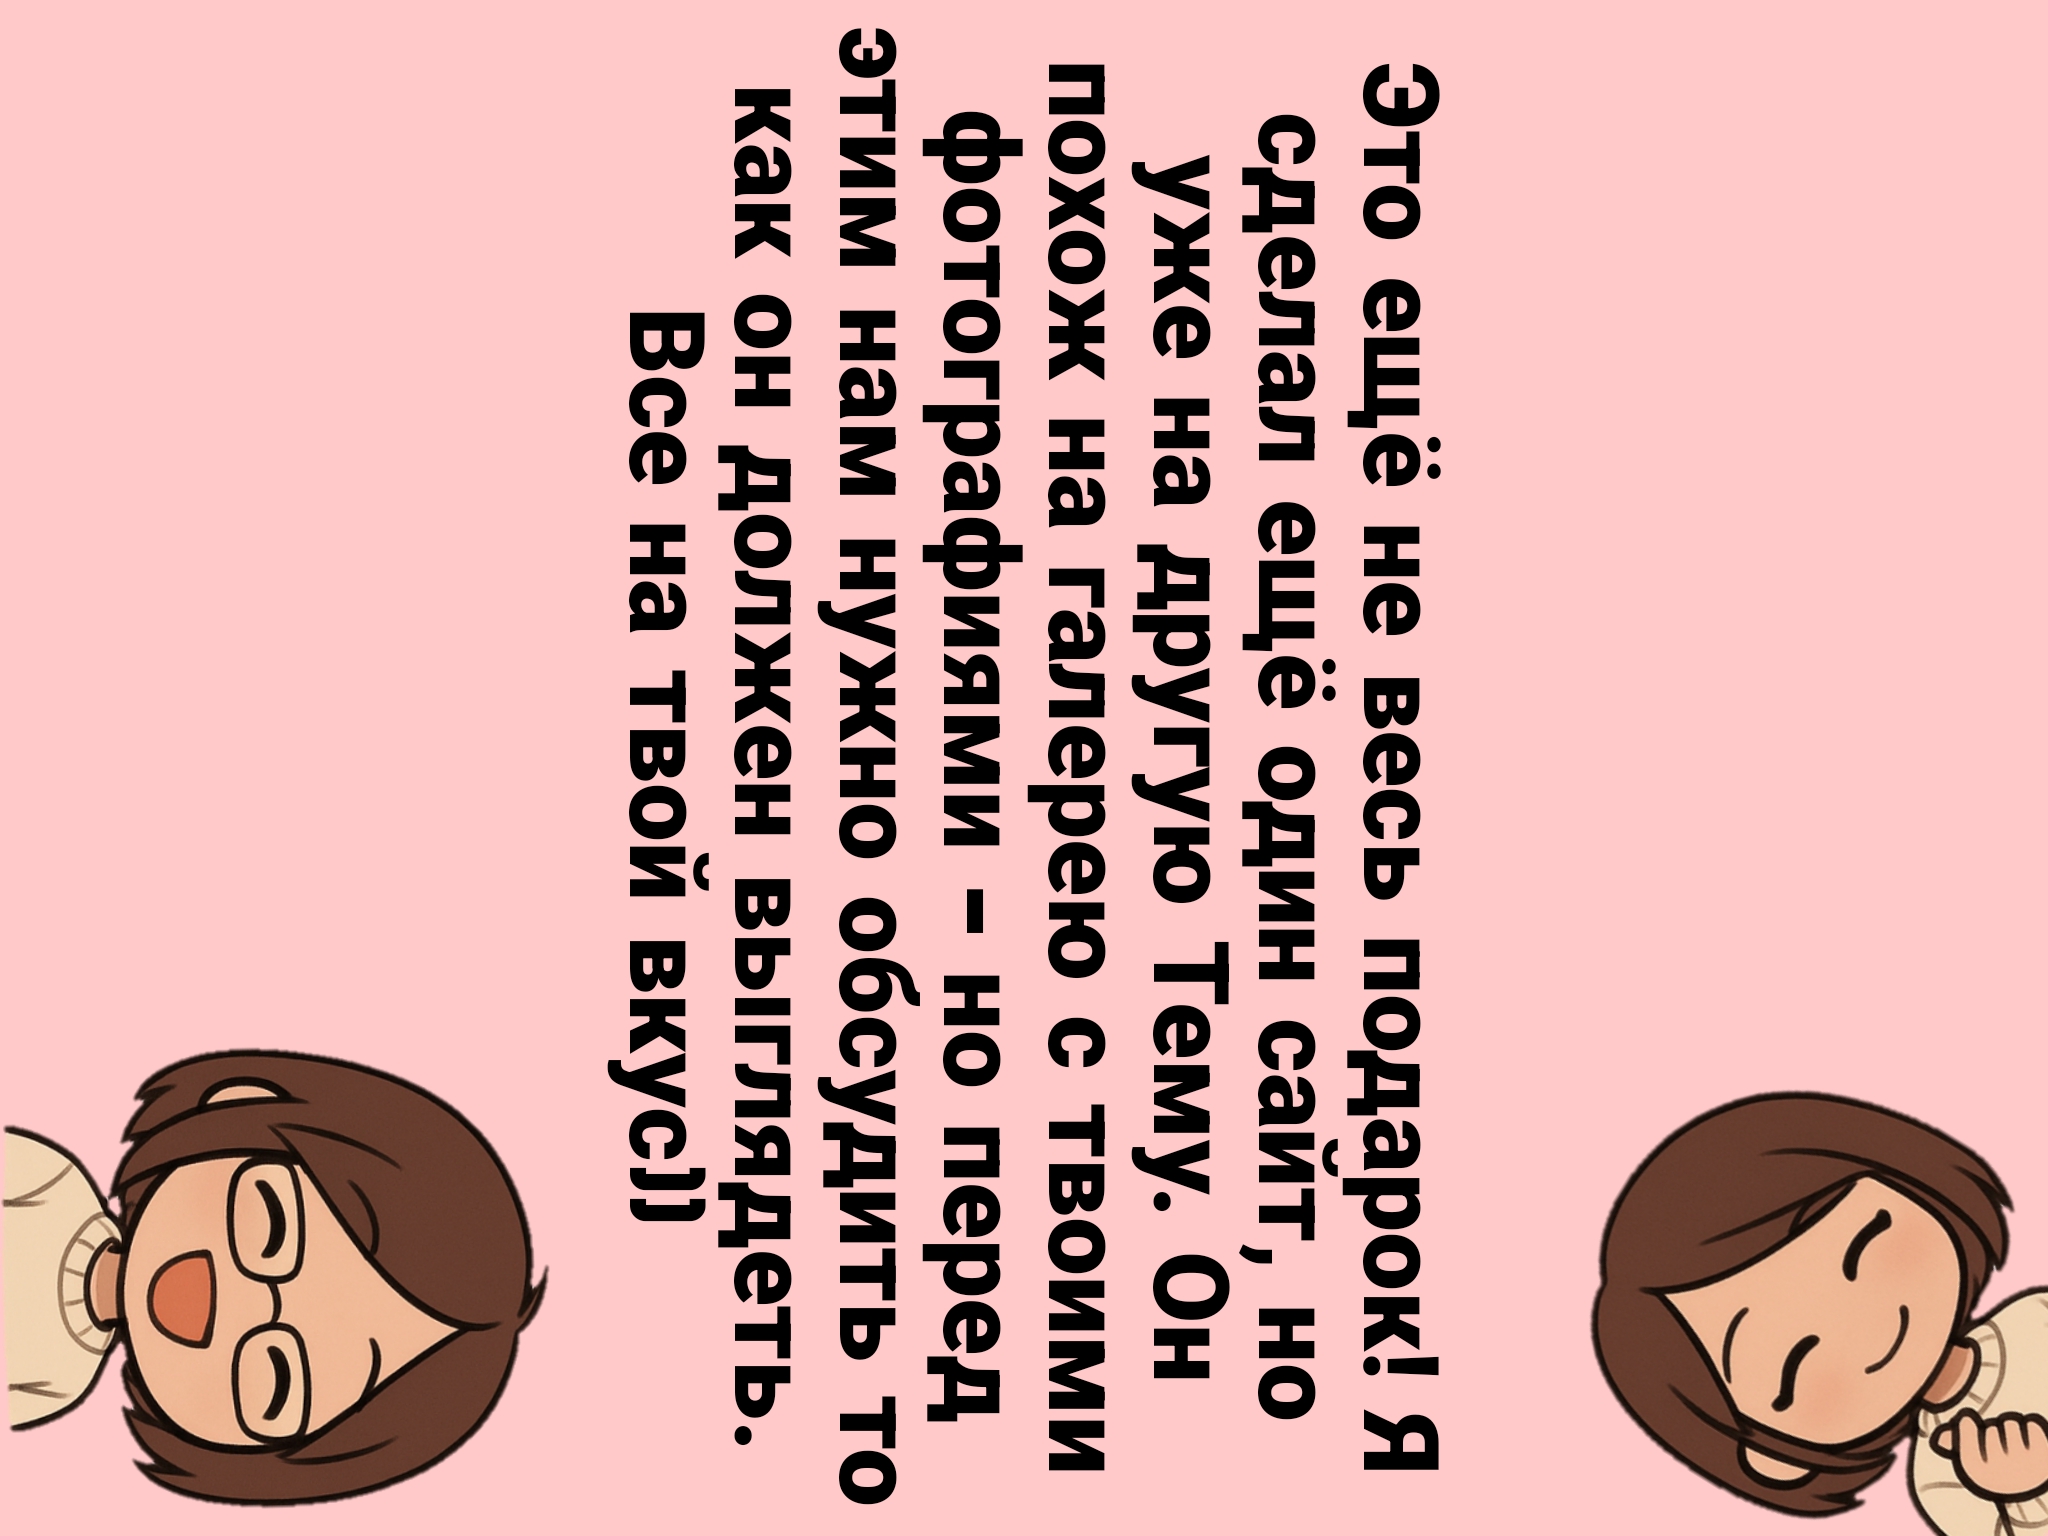 Это ещё не весь подарок! Я
сделал ещё один сайт, но
уже на другую Тему. Он
похож на галерею с твоими
фотографиями - но перед
этим нам нужно обсудить то
как он должен выглядеть.
Все на твой вкус))